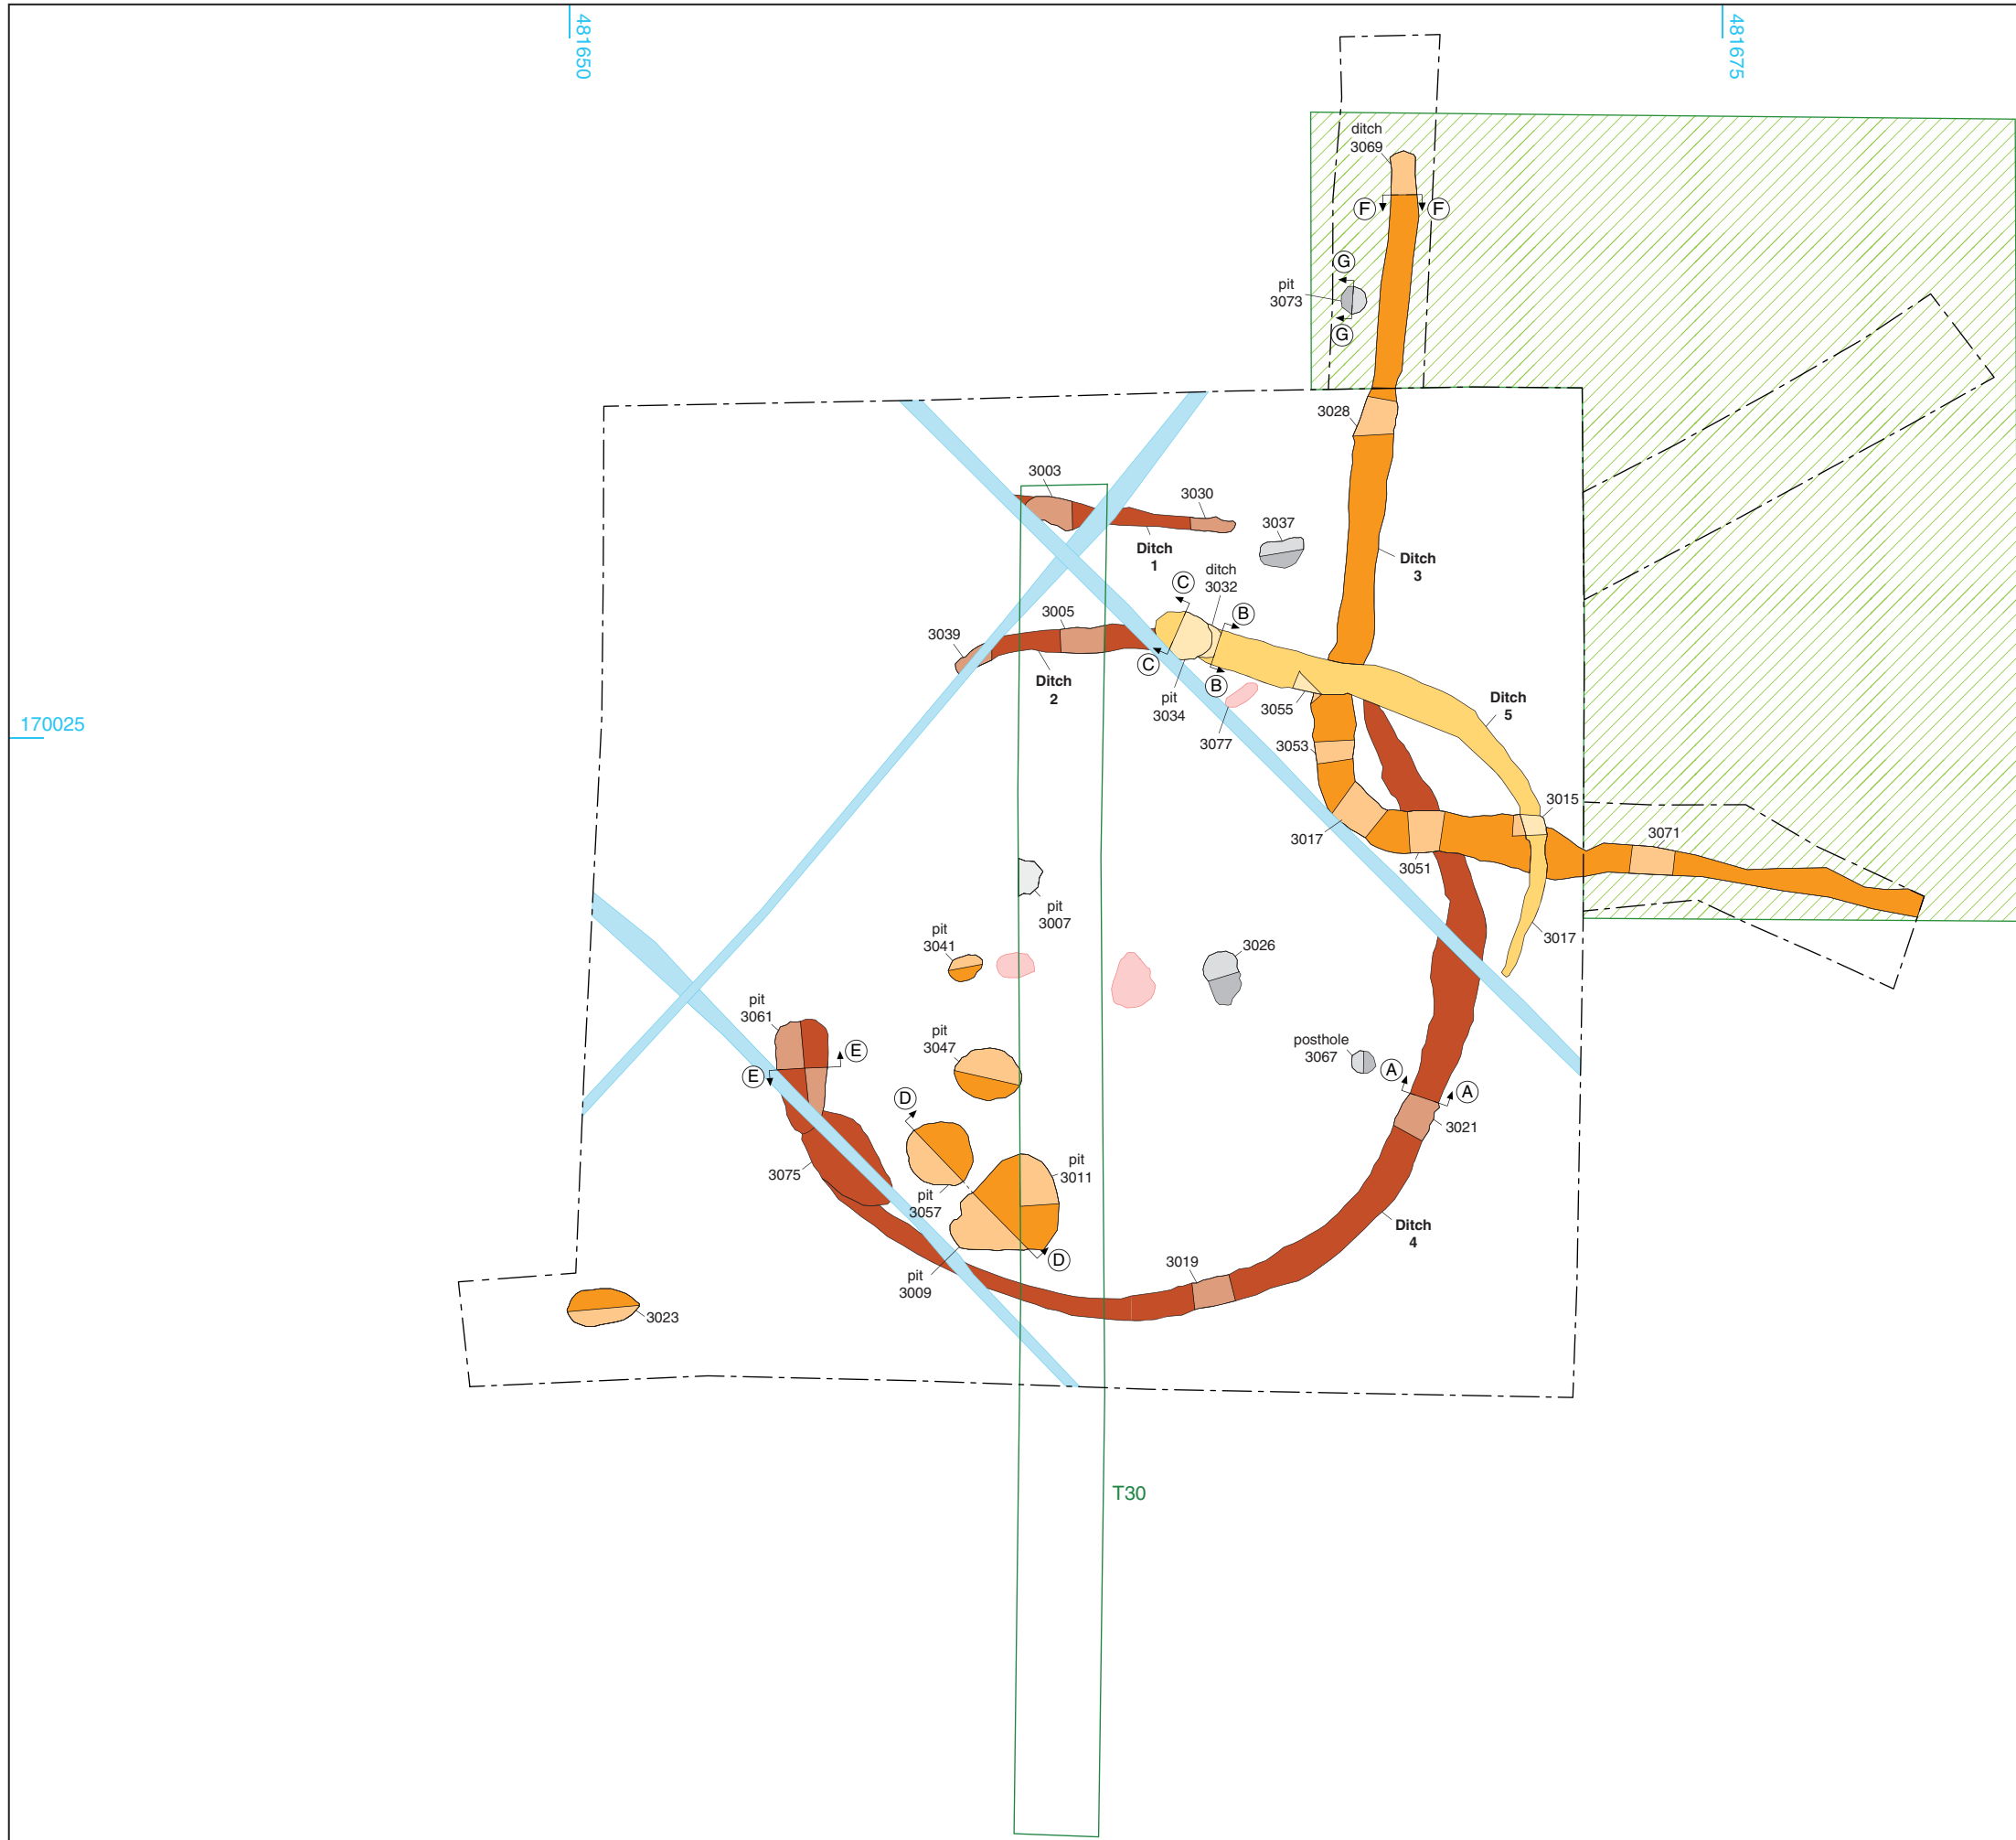 481650
481675
ditch
3069
F
F
G
pit
3073
G
3028
3003
3030
3037
Ditch
1
Ditch
3
ditch
3032
C
B
3005
3039
C
B
Ditch
2
pit
3034
3055
Ditch
5
170025
3077
3053
3015
3017
3051
3071
pit
3007
pit
3041
3026
3017
pit
3061
pit
3047
E
E
posthole
3067
A
A
D
3021
3075
pit
3011
pit
3057
Ditch
4
D
3019
pit
3009
3023
T30